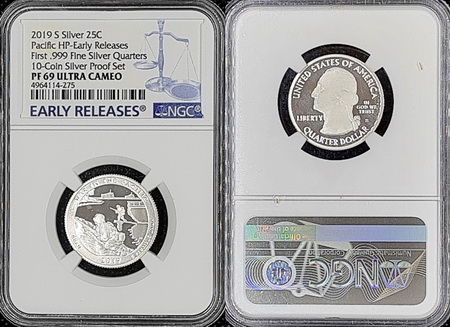 2019 S Silver 25C
Pacific HP-Early Releases
First .999 Fine Silver Quarters
10-Coin Silver Proof Set
PF 69 ULTRA CAMEO
4964114-275
EARLY RELEASES® NGC®
UNITED STATES OF AMERICA
LIBERTY
IN
GOD WE
TRUST
S
QUARTER DOLLAR
NGC